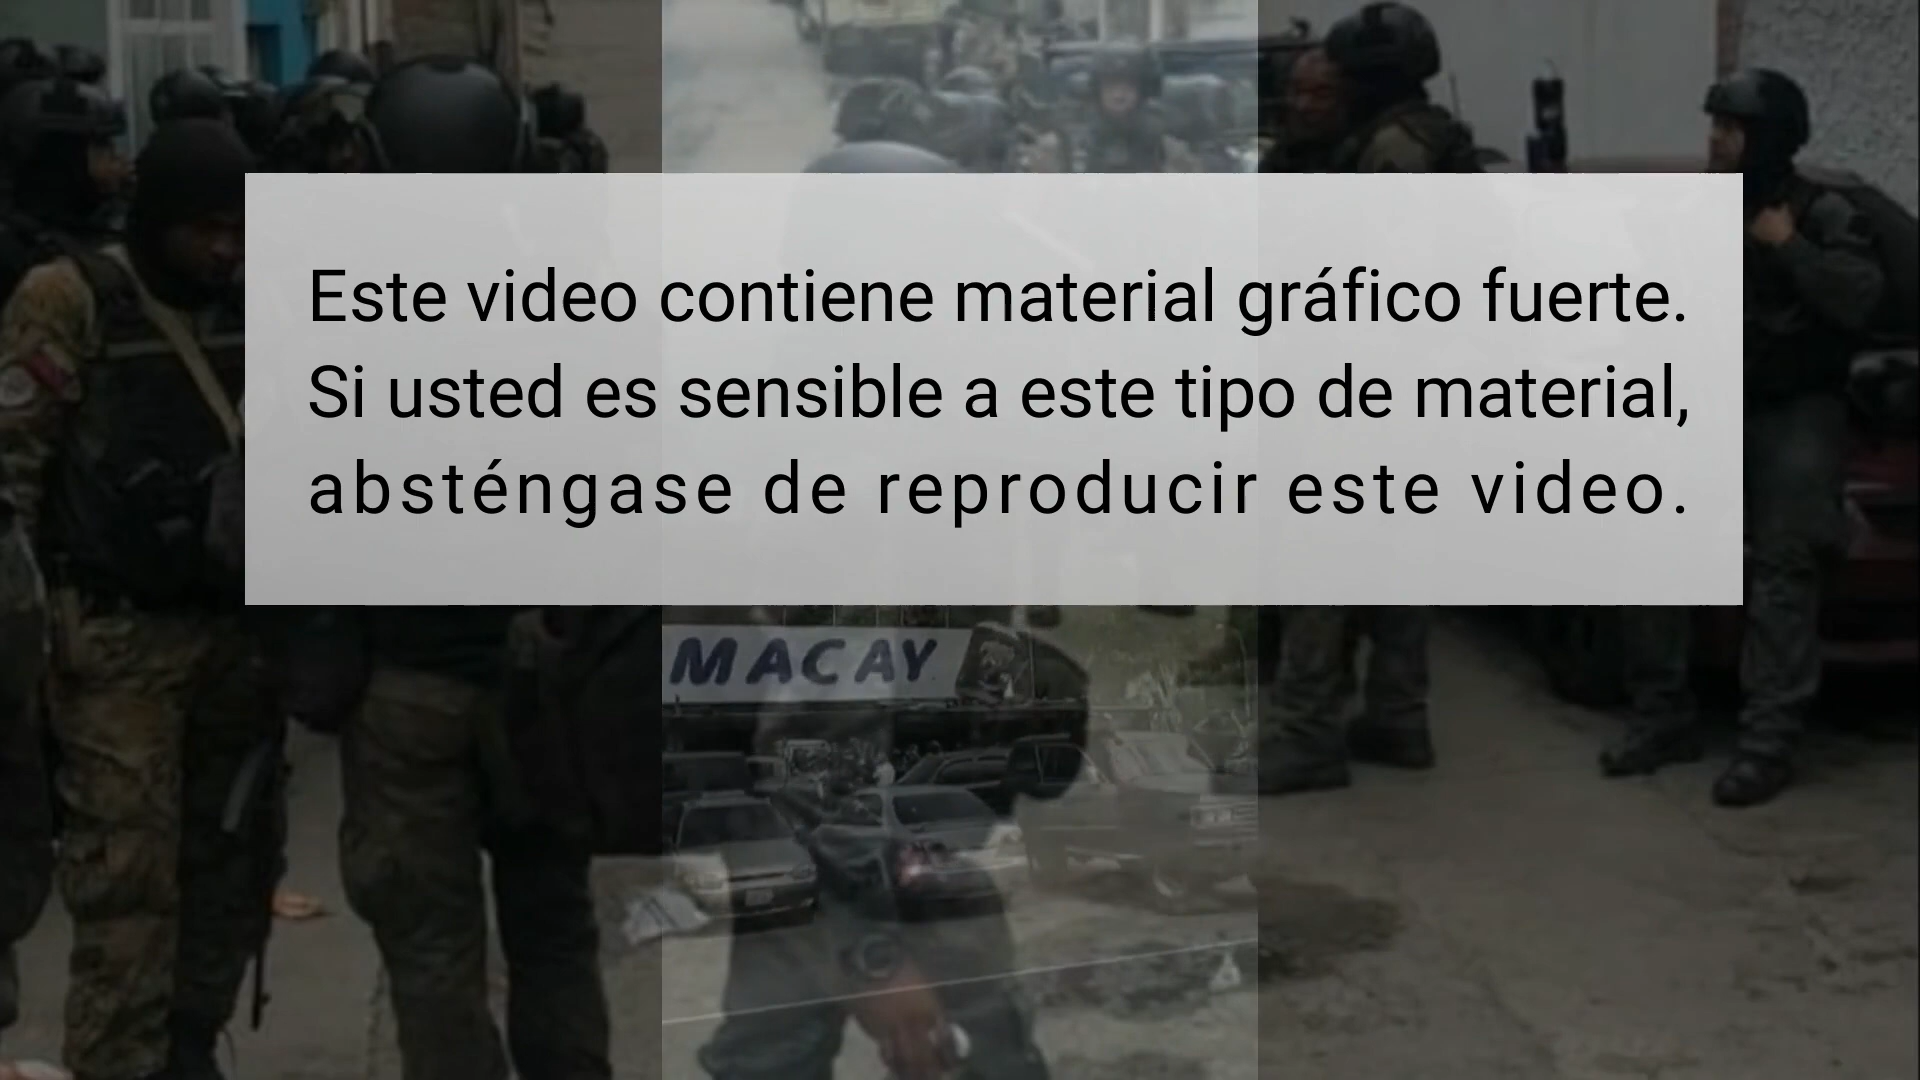 Este video contiene material gráfico fuerte.
Si usted es sensible a este tipo de material,
absténgase de reproducir este video.
MACAY